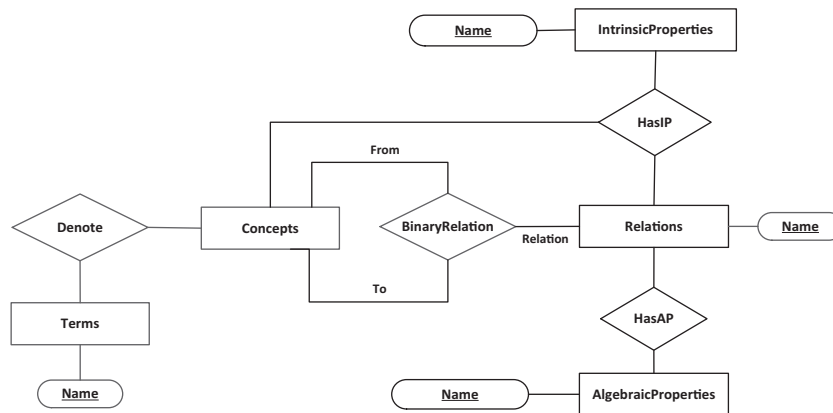 Name
IntrinsicProperties
HasIP
From
Denote
Concepts
BinaryRelation
Relation
Relations
Name
To
Terms
HasAP
Name
Name
AlgebraicProperties